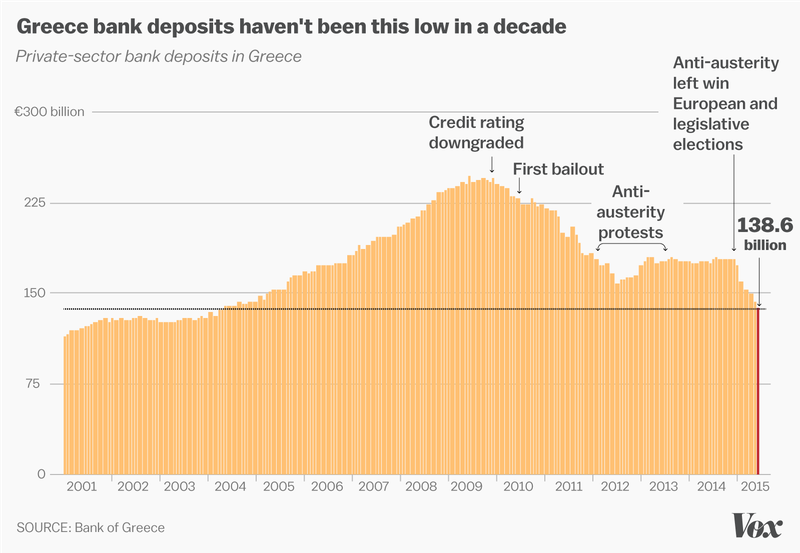 Greece bank deposits haven't been this low in a decade
Private-sector bank deposits in Greece
Anti-austerity
left win
European and
legislative
elections
€300 billion
Credit rating
downgraded
First bailout
Anti-
austerity
protests
138.6
billion
225
150
75
0
2001 2002 2003 2004 2005 2006 2007 2008 2009 2010 2011 2012 2013 2014 2015
SOURCE: Bank of Greece
Vox